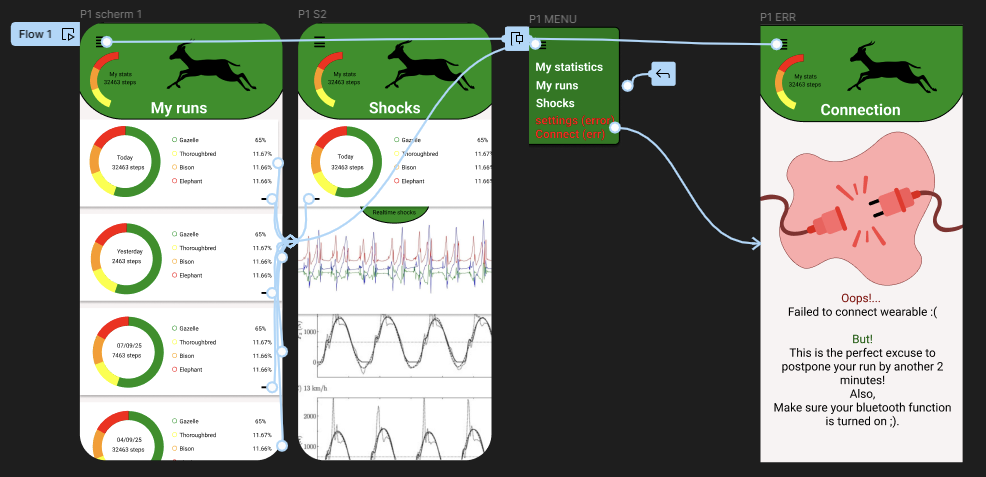 P1 scherm 1
P1 S2
P1 MENU
P1 ERR
Flow 1
My stats
32463 steps
My runs
Today
32463 steps
Gazelle 65%
Thoroughbred 11.67%
Bison 11.66%
Elephant 11.66%
Yesterday
2463 steps
Gazelle 65%
Thoroughbred 11.67%
Bison 11.66%
Elephant 11.66%
07/09/25
7463 steps
Gazelle 65%
Thoroughbred 11.67%
Bison 11.66%
Elephant 11.66%
04/09/25
32463 steps
Gazelle 65%
Thoroughbred 11.67%
Bison 11.66%
My stats
32463 steps
Shocks
Today
32463 steps
Gazelle 65%
Thoroughbred 11.67%
Bison 11.66%
Elephant 11.66%
Realtime shocks
1000
0
) 13 km/h
2000
1000
My statistics
My runs
Shocks
settings (error)
Connect (err)
My stats
32463 steps
Connection
Oops!...
Failed to connect wearable :(
But!
This is the perfect excuse to
postpone your run by another 2
minutes!
Also,
Make sure your bluetooth function
is turned on ;).